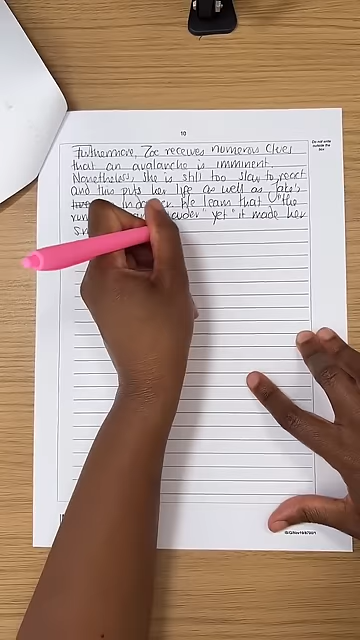 10
Do not write
outside the
box
Furthermore, Zoe receives numerous clues
that an avalanche is imminent.
Nonetheless, she is still too slow to react
and this puts her life as well as Jake's
in danger. We learn that "the
louder" yet "it made her